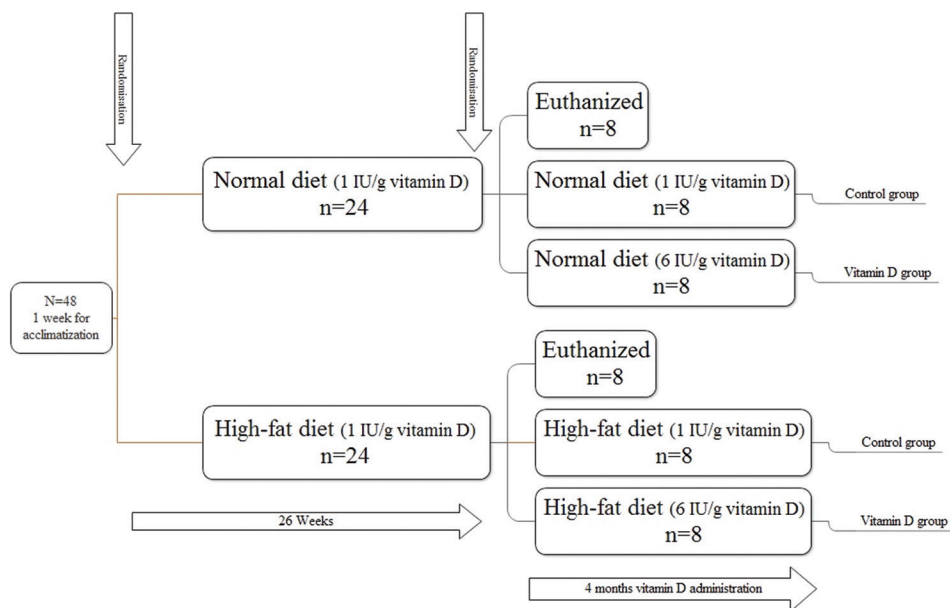 Randomisation
Randomisation
Euthanized
n=8
Normal diet (1 IU/g vitamin D)
n=24
Normal diet (1 IU/g vitamin D)
n=8
Control group
Normal diet (6 IU/g vitamin D)
n=8
Vitamin D group
N=48
1 week for
acclimatization
Euthanized
n=8
High-fat diet (1 IU/g vitamin D)
n=24
High-fat diet (1 IU/g vitamin D)
n=8
Control group
High-fat diet (6 IU/g vitamin D)
n=8
Vitamin D group
26 Weeks
4 months vitamin D administration